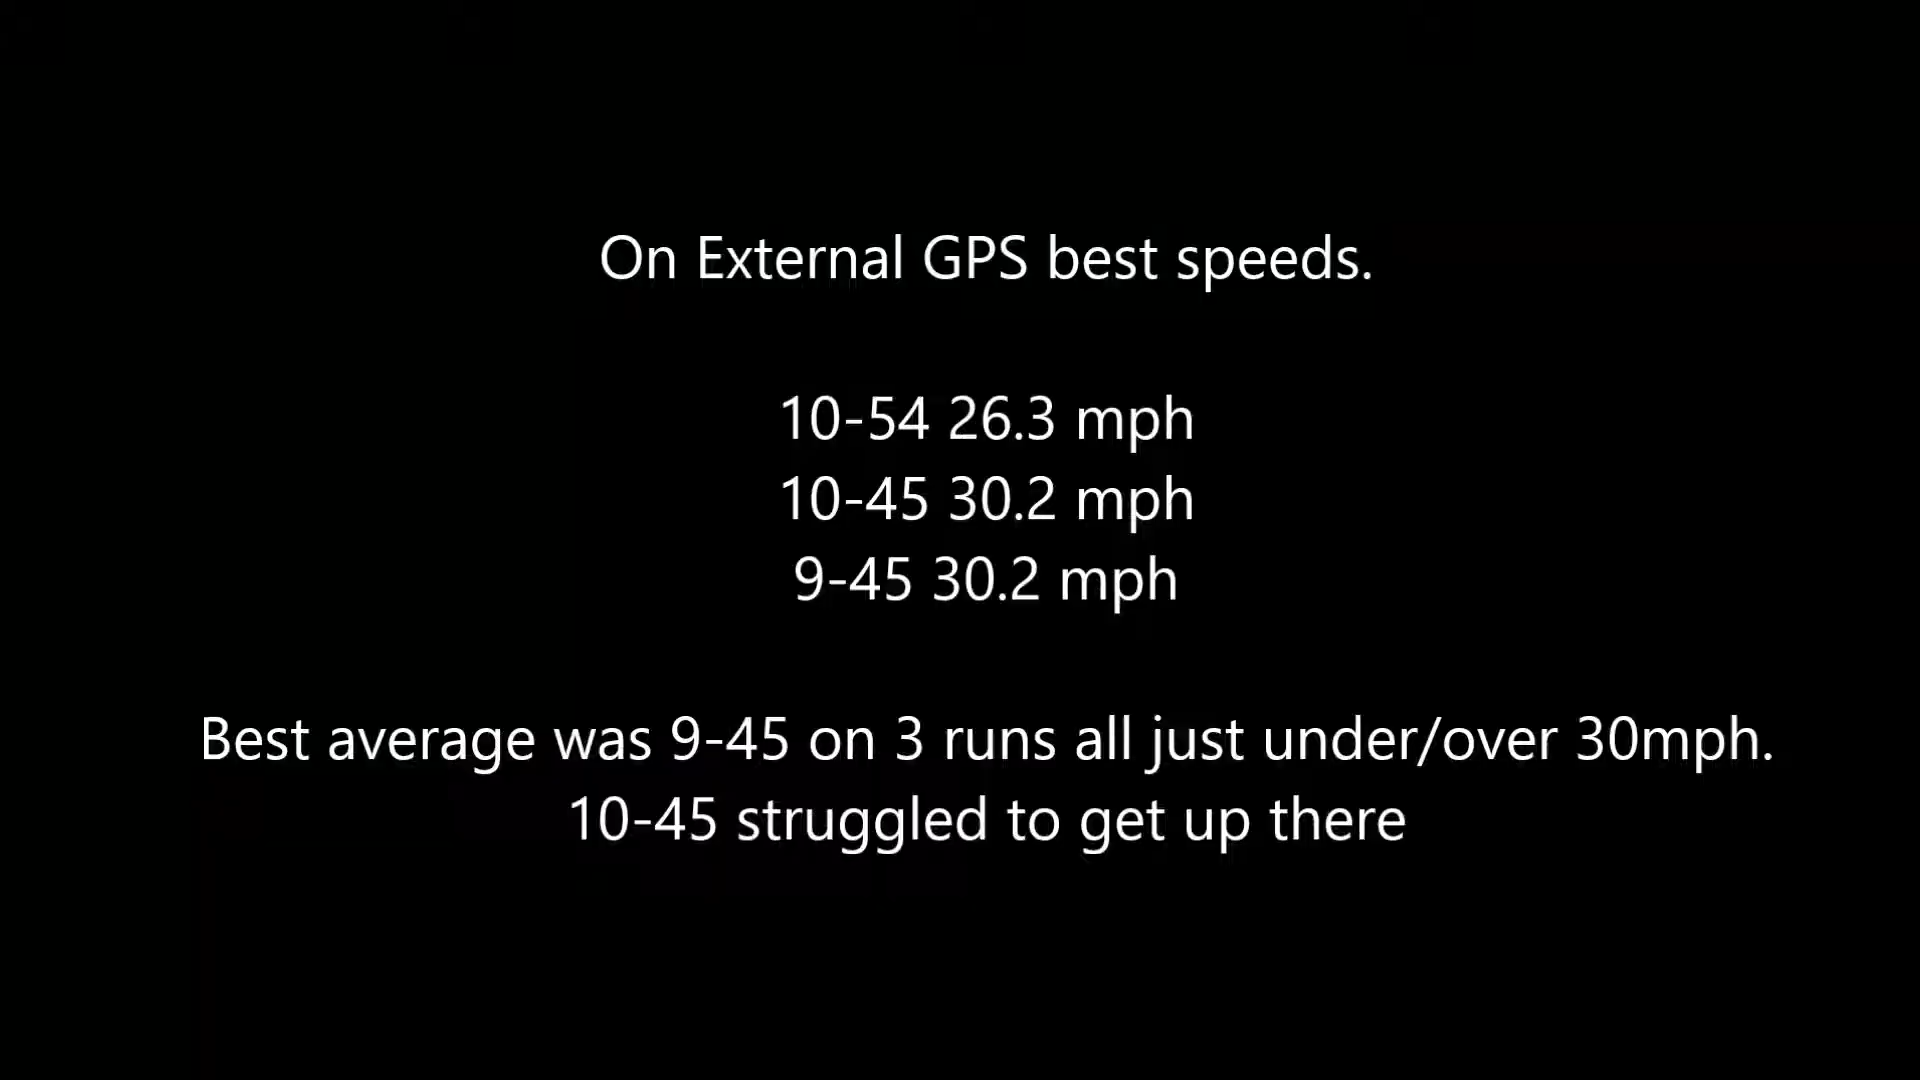 On External GPS best speeds.
10-54 26.3 mph
10-45 30.2 mph
9-45 30.2 mph
Best average was 9-45 on 3 runs all just under/over 30mph.
10-45 struggled to get up there